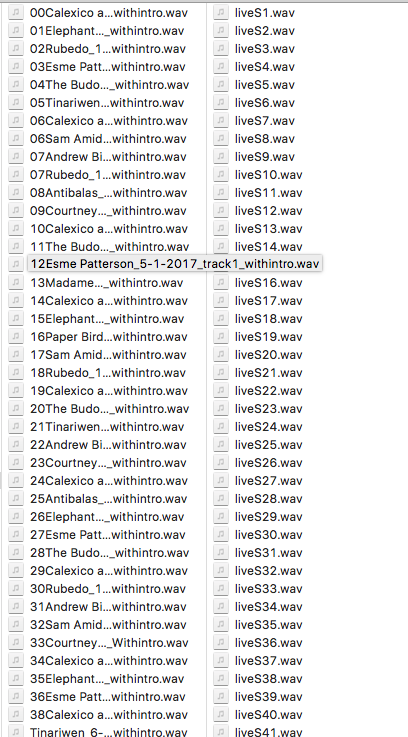 00Calexico a...withintro.wav
01Elephant..._withintro.wav
02Rubedo_1...withintro.wav
03Esme Patt...withintro.wav
04The Budo..._withintro.wav
05Tinariwen...withintro.wav
06Calexico a...withintro.wav
06Sam Amid...withintro.wav
07Andrew Bi...withintro.wav
07Rubedo_1...withintro.wav
08Antibalas_...withintro.wav
09Courtney..._withintro.wav
10Calexico a...withintro.wav
11The Budo..._withintro.wav
12Esme Patterson_5-1-2017_track1_withintro.wav
13Madame..._withintro.wav
14Calexico a...withintro.wav
15Elephant..._withintro.wav
16Paper Bird..._withintro.wav
17Sam Amid..._withintro.wav
18Rubedo_1...withintro.wav
19Calexico a...withintro.wav
20The Budo..._withintro.wav
21Tinariwen..._withintro.wav
22Andrew Bi...withintro.wav
23Courtney..._withintro.wav
24Calexico a...withintro.wav
25Antibalas_...withintro.wav
26Elephant..._withintro.wav
27Esme Patt...withintro.wav
28The Budo..._withintro.wav
29Calexico a...withintro.wav
30Rubedo_1...withintro.wav
31Andrew Bi...withintro.wav
32Sam Amid...withintro.wav
33Courtney..._Withintro.wav
34Calexico a...withintro.wav
35Elephant..._withintro.wav
36Esme Patt...withintro.wav
38Calexico a...withintro.wav
Tinariwen_6-...withintro.wav
liveS1.wav
liveS2.wav
liveS3.wav
liveS4.wav
liveS5.wav
liveS6.wav
liveS7.wav
liveS8.wav
liveS9.wav
liveS10.wav
liveS11.wav
liveS12.wav
liveS13.wav
liveS14.wav
liveS16.wav
liveS17.wav
liveS18.wav
liveS19.wav
liveS20.wav
liveS21.wav
liveS22.wav
liveS23.wav
liveS24.wav
liveS25.wav
liveS26.wav
liveS27.wav
liveS28.wav
liveS29.wav
liveS30.wav
liveS31.wav
liveS32.wav
liveS33.wav
liveS34.wav
liveS35.wav
liveS36.wav
liveS37.wav
liveS38.wav
liveS39.wav
liveS40.wav
liveS41.wav